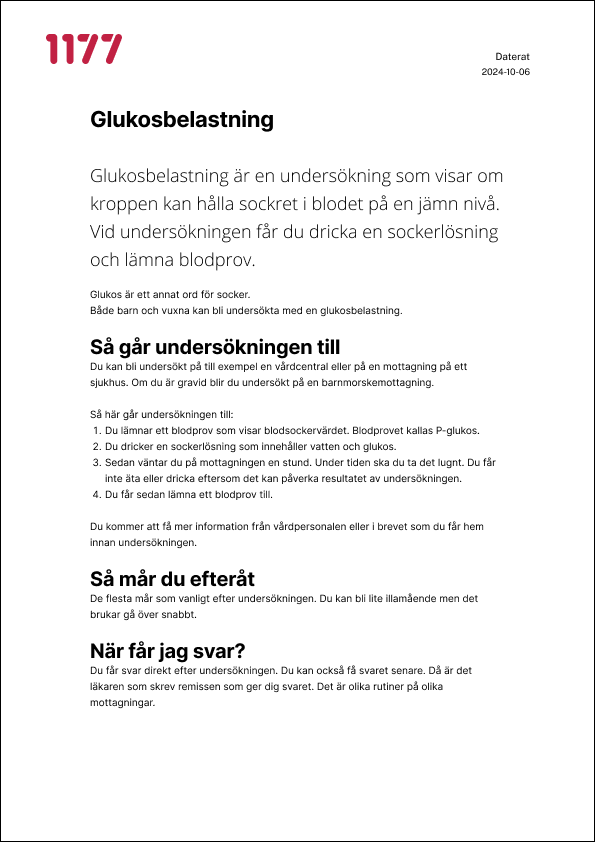 1177
Daterat
2024-10-06
Glukosbelastning
Glukosbelastning är en undersökning som visar om
kroppen kan hålla sockret i blodet på en jämn nivå.
Vid undersökningen får du dricka en sockerlösning
och lämna blodprov.
Glukos är ett annat ord för socker.
Både barn och vuxna kan bli undersökta med en glukosbelastning.
Så går undersökningen till
Du kan bli undersökt på till exempel en vårdcentral eller på en mottagning på ett
sjukhus. Om du är gravid blir du undersökt på en barnmorskemottagning.
Så här går undersökningen till:
1. Du lämnar ett blodprov som visar blodsockervärdet. Blodprovet kallas P-glukos.
2. Du dricker en sockerlösning som innehåller vatten och glukos.
3. Sedan väntar du på mottagningen en stund. Under tiden ska du ta det lugnt. Du får
inte äta eller dricka eftersom det kan påverka resultatet av undersökningen.
4. Du får sedan lämna ett blodprov till.
Du kommer att få mer information från vårdpersonalen eller i brevet som du får hem
innan undersökningen.
Så mår du efteråt
De flesta mår som vanligt efter undersökningen. Du kan bli lite illamående men det
brukar gå över snabbt.
När får jag svar?
Du får svar direkt efter undersökningen. Du kan också få svaret senare. Då är det
läkaren som skrev remissen som ger dig svaret. Det är olika rutiner på olika
mottagningar.